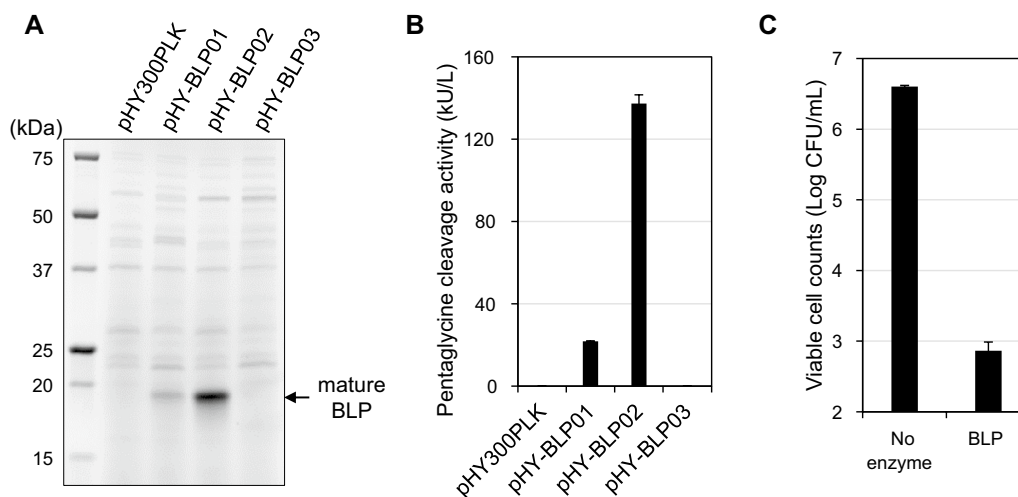 A
pHY300PLK
pHY-BLP01
pHY-BLP02
pHY-BLP03
(kDa)
75
50
37
25
20
15
mature
BLP
B
Pentaglycine cleavage activity (kU/L)
160
120
80
40
0
pHY300PLK
pHY-BLP01
pHY-BLP02
pHY-BLP03
C
Viable cell counts (Log CFU/mL)
7
6
5
4
3
2
No
enzyme
BLP